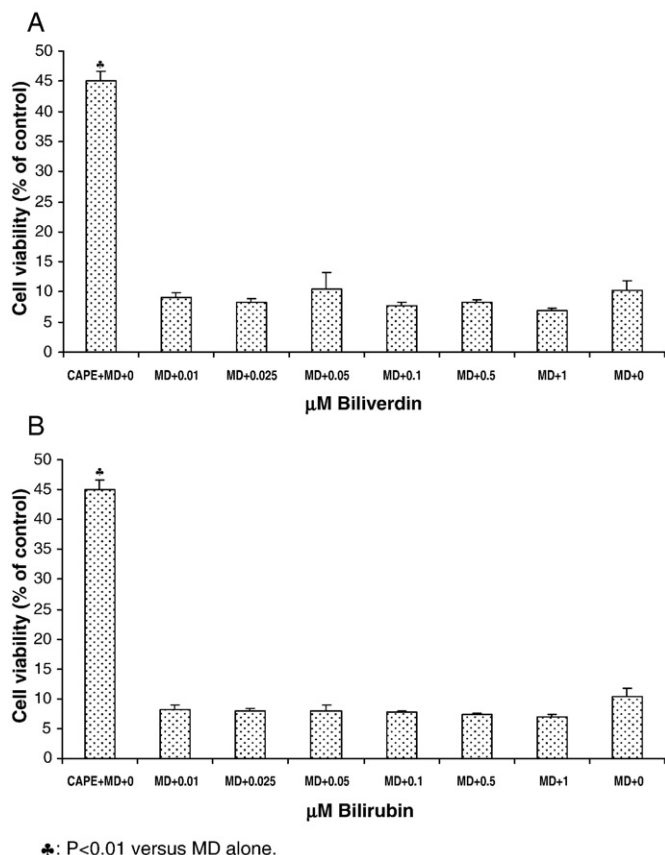 A
Cell viability (% of control)
50
45
40
35
30
25
20
15
10
5
0
♣
CAPE+MD+0 MD+0.01 MD+0.025 MD+0.05 MD+0.1 MD+0.5 MD+1 MD+0
μM Biliverdin
B
Cell viability (% of control)
50
45
40
35
30
25
20
15
10
5
0
♣
CAPE+MD+0 MD+0.01 MD+0.025 MD+0.05 MD+0.1 MD+0.5 MD+1 MD+0
μM Bilirubin
♣: P<0.01 versus MD alone.